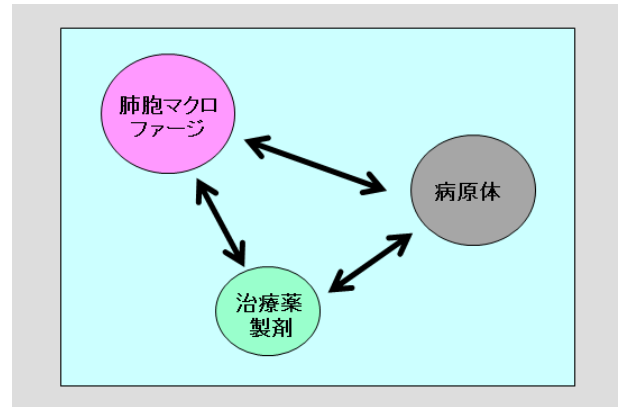 肺胞マクロ
ファージ
病原体
治療薬
製剤